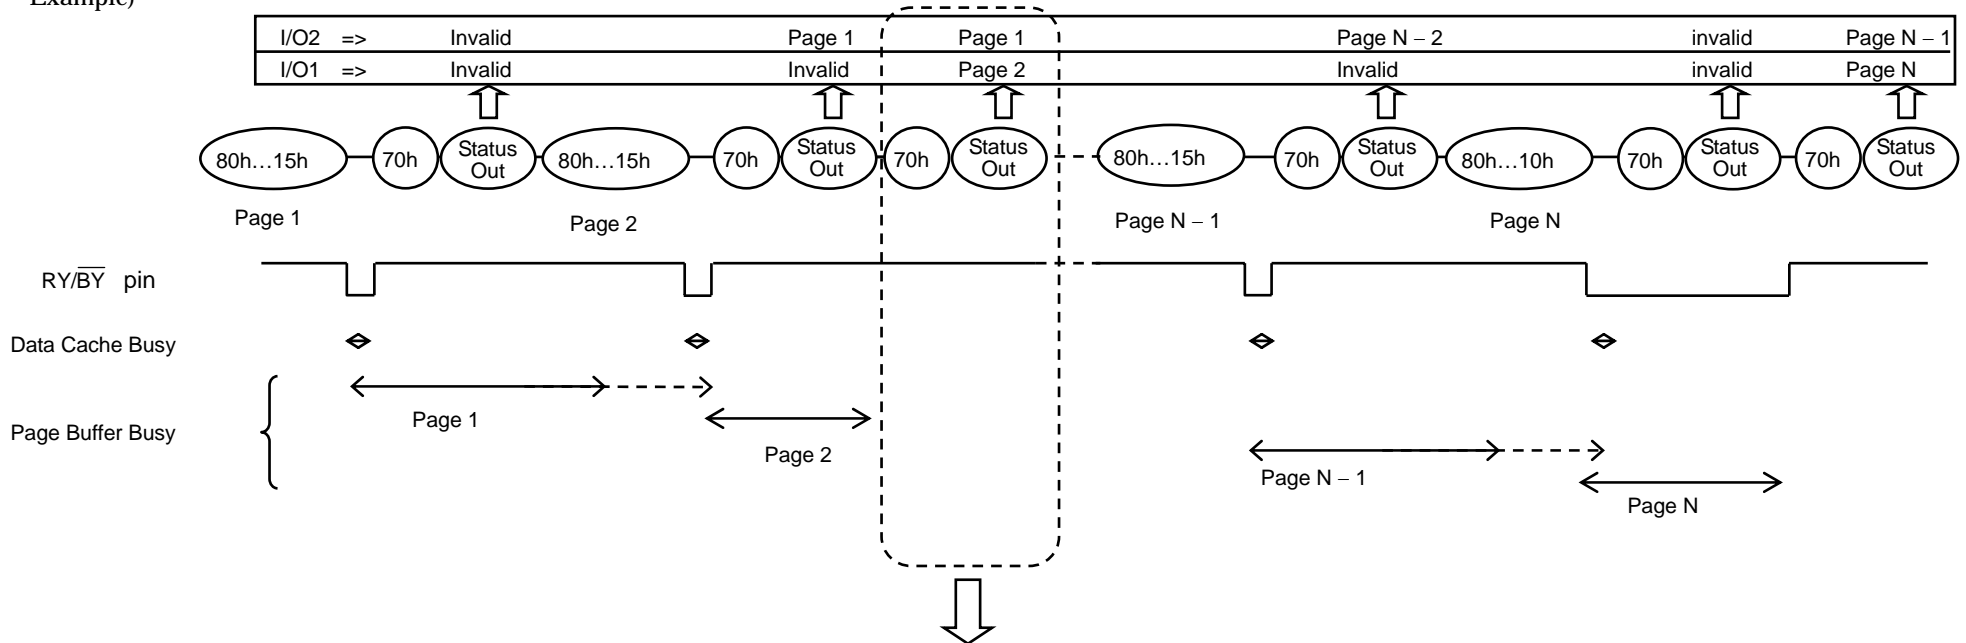 Example)
I/O2 => Invalid Page 1 Page 1 Page N – 2 invalid Page N – 1
I/O1 => Invalid Invalid Page 2 Invalid invalid Page N
80h…15h 70h Status Out 80h…15h 70h Status Out 70h Status Out 80h…15h 70h Status Out 80h…10h 70h Status Out 70h Status Out
Page 1 Page 2 Page N – 1 Page N
RY/B̅Y̅ pin
Data Cache Busy
Page 1
Page Buffer Busy
Page 2
Page N – 1
Page N